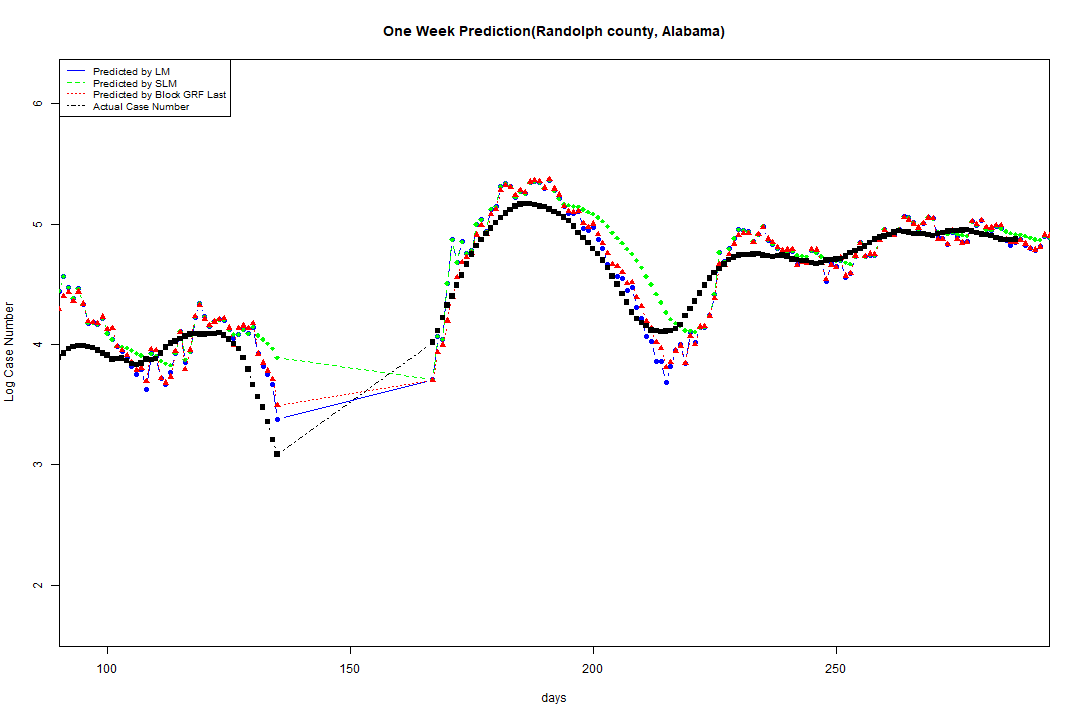 One Week Prediction(Randolph county, Alabama)
Predicted by LM
Predicted by SLM
Predicted by Block GRF Last
Actual Case Number
6
5
4
3
2
Log Case Number
100 150 200 250
days